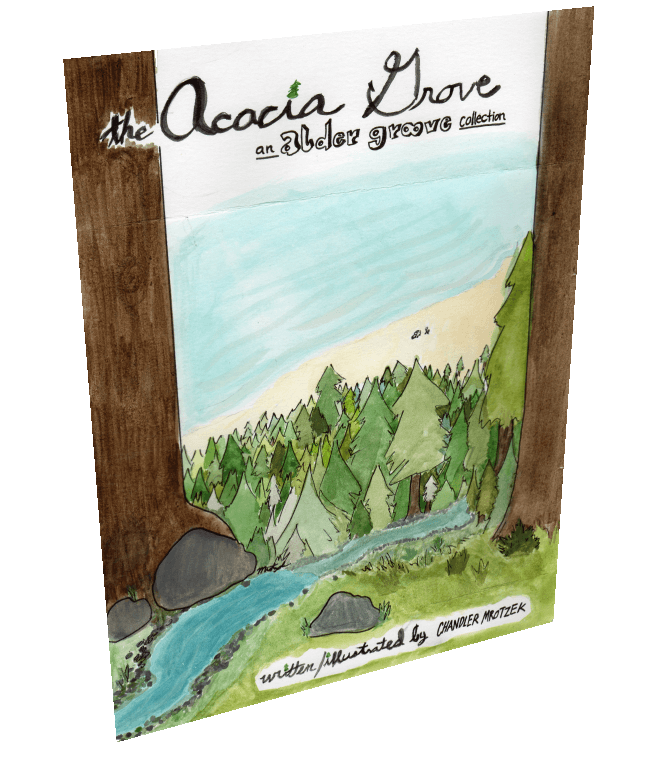 the Acacia Grove
an alder groove collection
written/illustrated by CHANDLER MROTZEK